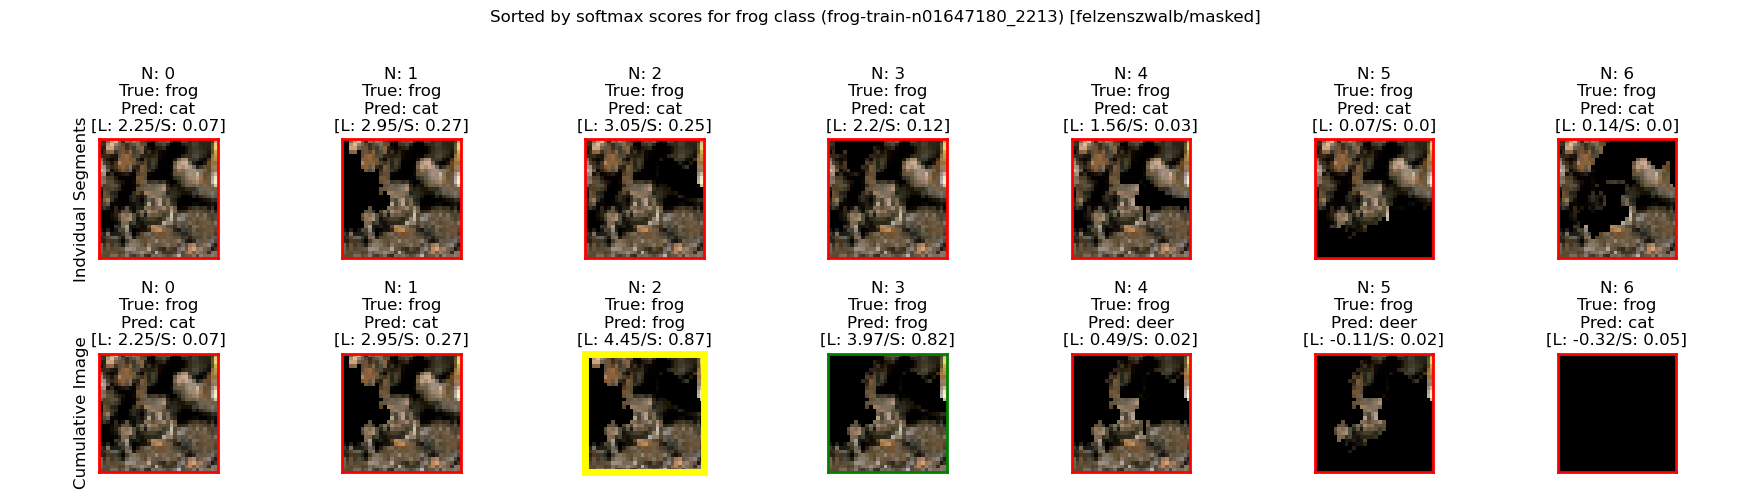 Sorted by softmax scores for frog class (frog-train-n01647180_2213) [felzenszwalb/masked]
Indvidual Segments
N: 0
True: frog
Pred: cat
[L: 2.25/S: 0.07]
N: 1
True: frog
Pred: cat
[L: 2.95/S: 0.27]
N: 2
True: frog
Pred: cat
[L: 3.05/S: 0.25]
N: 3
True: frog
Pred: cat
[L: 2.2/S: 0.12]
N: 4
True: frog
Pred: cat
[L: 1.56/S: 0.03]
N: 5
True: frog
Pred: cat
[L: 0.07/S: 0.0]
N: 6
True: frog
Pred: cat
[L: 0.14/S: 0.0]
Cumulative Image
N: 0
True: frog
Pred: cat
[L: 2.25/S: 0.07]
N: 1
True: frog
Pred: cat
[L: 2.95/S: 0.27]
N: 2
True: frog
Pred: frog
[L: 4.45/S: 0.87]
N: 3
True: frog
Pred: frog
[L: 3.97/S: 0.82]
N: 4
True: frog
Pred: deer
[L: 0.49/S: 0.02]
N: 5
True: frog
Pred: deer
[L: -0.11/S: 0.02]
N: 6
True: frog
Pred: cat
[L: -0.32/S: 0.05]